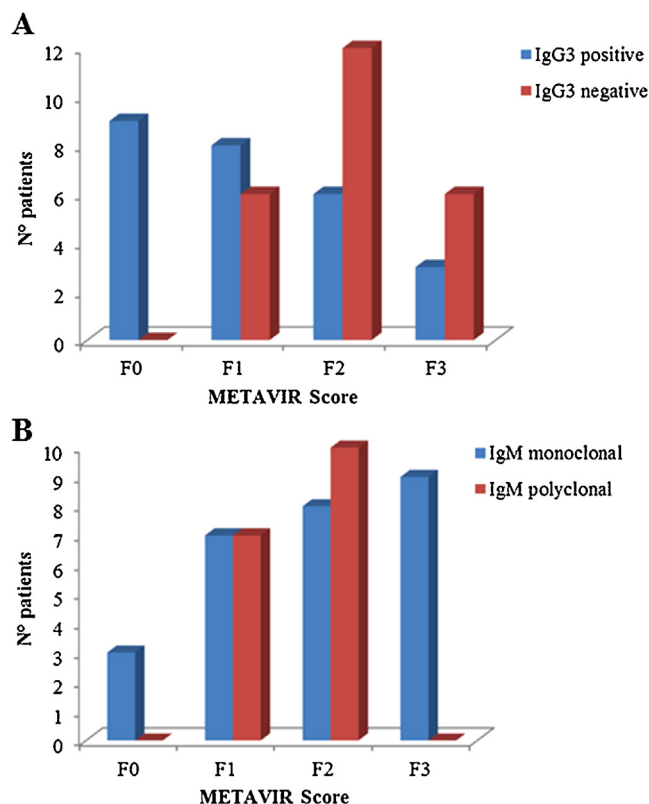 A
12
10
8
6
4
2
0
N° patients
F0 F1 F2 F3
METAVIR Score
IgG3 positive
IgG3 negative
B
10
9
8
7
6
5
4
3
2
1
0
N° patients
F0 F1 F2 F3
METAVIR Score
IgM monoclonal
IgM polyclonal